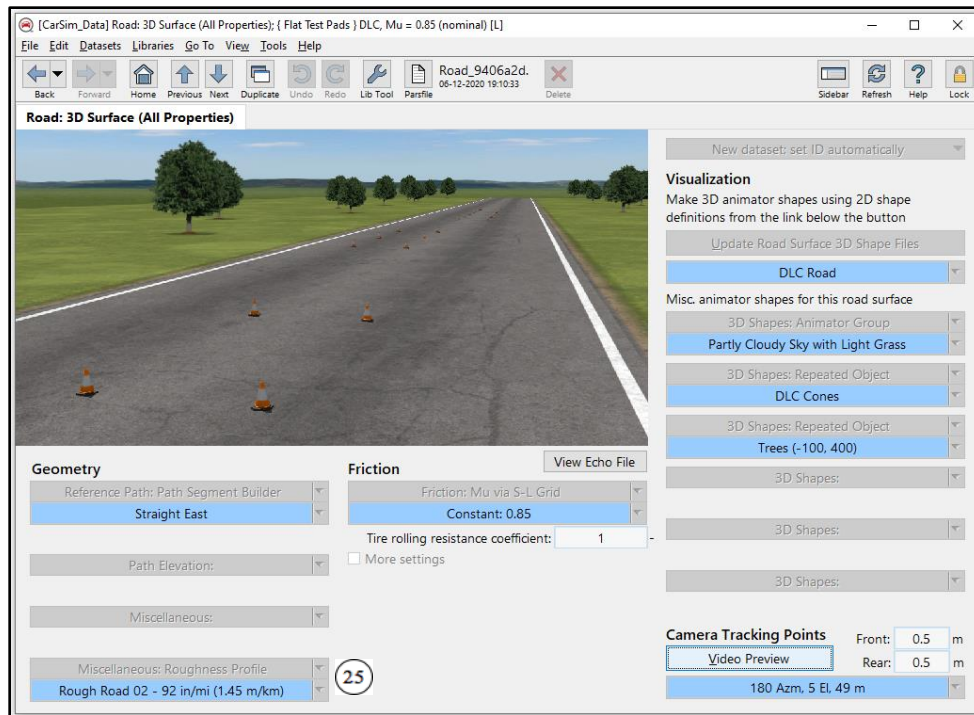 [CarSim_Data] Road: 3D Surface (All Properties); { Flat Test Pads } DLC, Mu = 0.85 (nominal) [L]
File Edit Datasets Libraries Go To View Tools Help
Back Forward Home Previous Next Duplicate Undo Redo Lib Tool Parsfile Road_9406a2d. Delete Sidebar Refresh Help Lock
06-12-2020 19:10:33
Road: 3D Surface (All Properties)
New dataset: set ID automatically
Visualization
Make 3D animator shapes using 2D shape
definitions from the link below the button
Update Road Surface 3D Shape Files
DLC Road
Misc. animator shapes for this road surface
3D Shapes: Animator Group
Partly Cloudy Sky with Light Grass
3D Shapes: Repeated Object
DLC Cones
3D Shapes: Repeated Object
Trees (-100, 400)
3D Shapes:
3D Shapes:
3D Shapes:
View Echo File
Geometry
Reference Path: Path Segment Builder
Straight East
Path Elevation:
Miscellaneous:
Miscellaneous: Roughness Profile
Rough Road 02 - 92 in/mi (1.45 m/km)
25
Friction
Friction: Mu via S-L Grid
Constant: 0.85
Tire rolling resistance coefficient: 1 -
More settings
Camera Tracking Points
Front: 0.5 m
Video Preview
Rear: 0.5 m
180 Azm, 5 El, 49 m